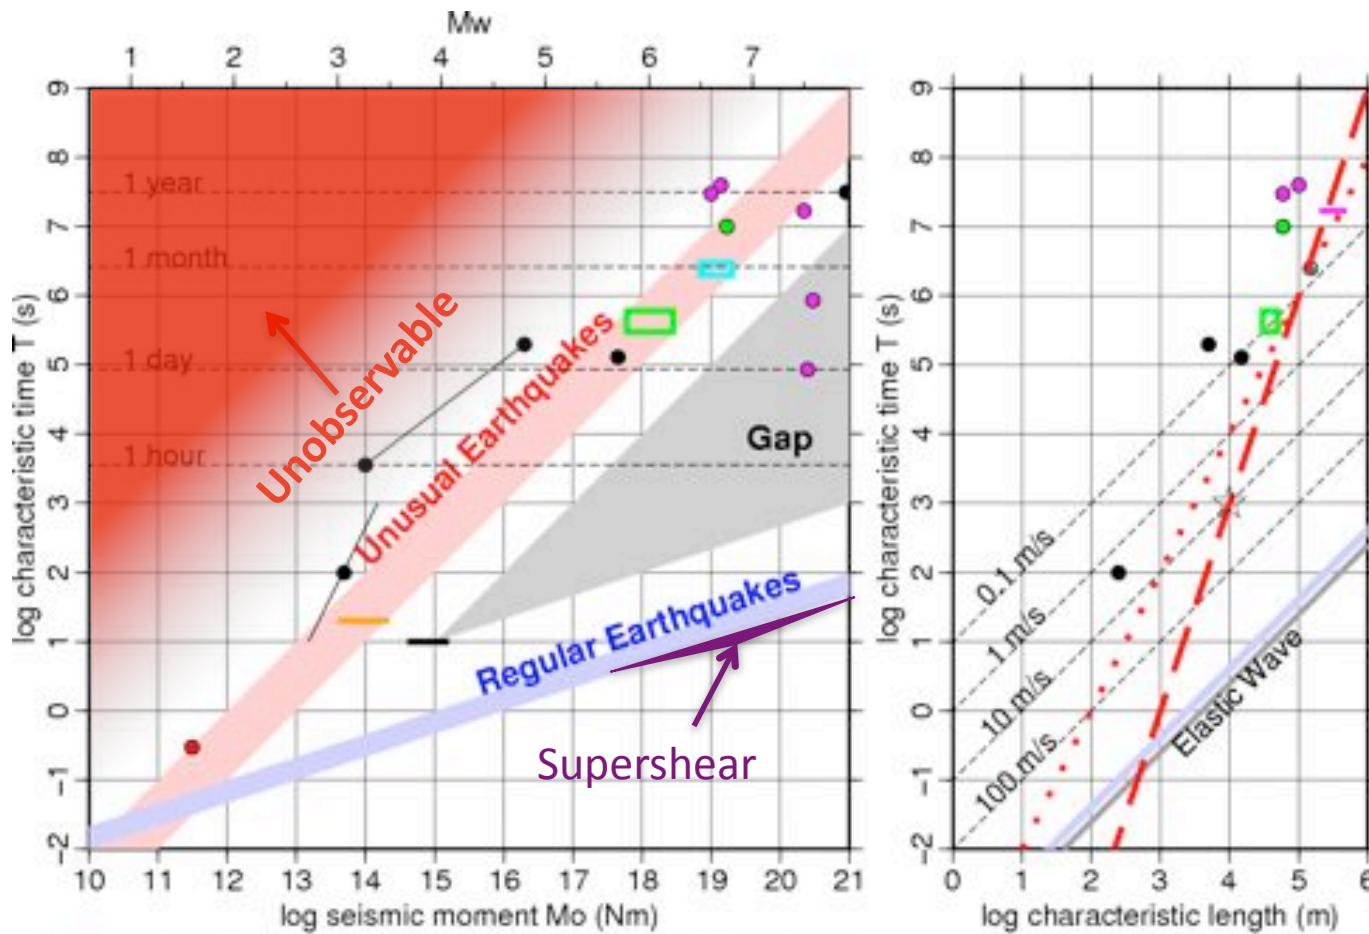 Mw
1 2 3 4 5 6 7
9
8
7
6
5
4
3
2
1
0
-1
-2
log characteristic time T (s)
1 year
1 month
1 day
1 hour
Unobservable
Unusual Earthquakes
Gap
Regular Earthquakes
Supershear
10 11 12 13 14 15 16 17 18 19 20 21
log seismic moment Mo (Nm)
9
8
7
6
5
4
3
2
1
0
-1
-2
log characteristic time T (s)
0.1 m/s
1 m/s
10 m/s
100 m/s
Elastic Wave
0 1 2 3 4 5 6
log characteristic length (m)